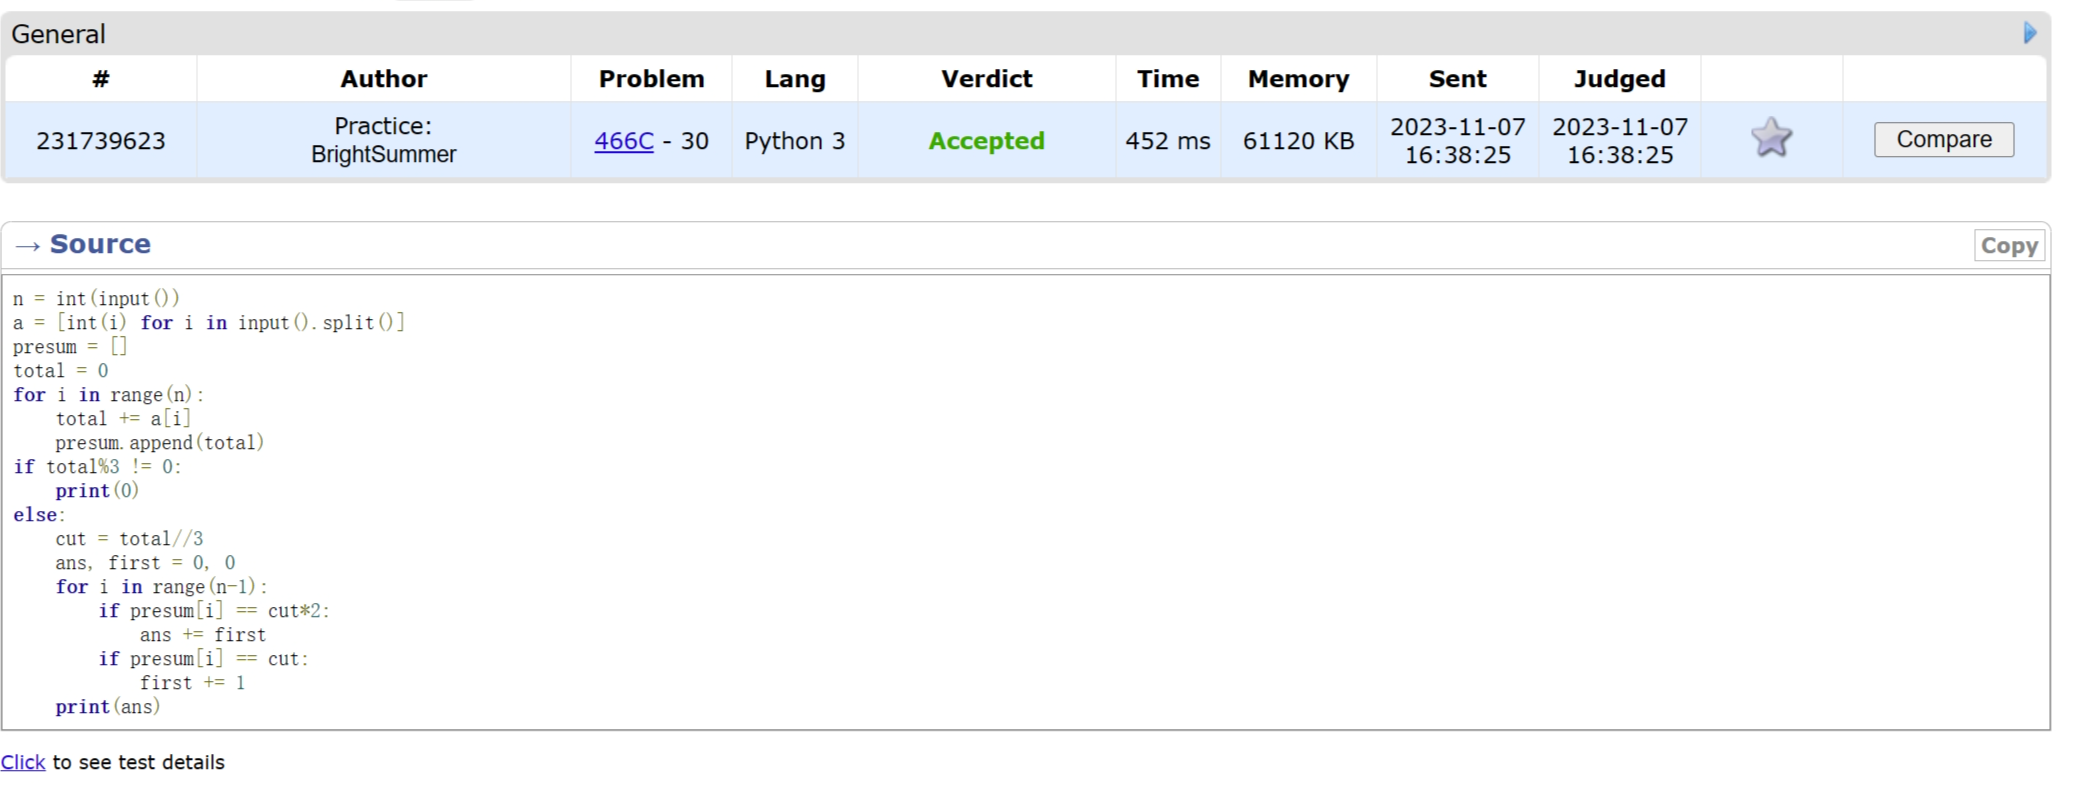 General
# Author Problem Lang Verdict Time Memory Sent Judged
231739623 Practice: BrightSummer 466C - 30 Python 3 Accepted 452 ms 61120 KB 2023-11-07 16:38:25 2023-11-07 16:38:25 Compare
→ Source
Copy
n = int(input())
a = [int(i) for i in input().split()]
presum = []
total = 0
for i in range(n):
    total += a[i]
    presum.append(total)
if total%3 != 0:
    print(0)
else:
    cut = total//3
    ans, first = 0, 0
    for i in range(n-1):
        if presum[i] == cut*2:
            ans += first
        if presum[i] == cut:
            first += 1
    print(ans)
Click to see test details